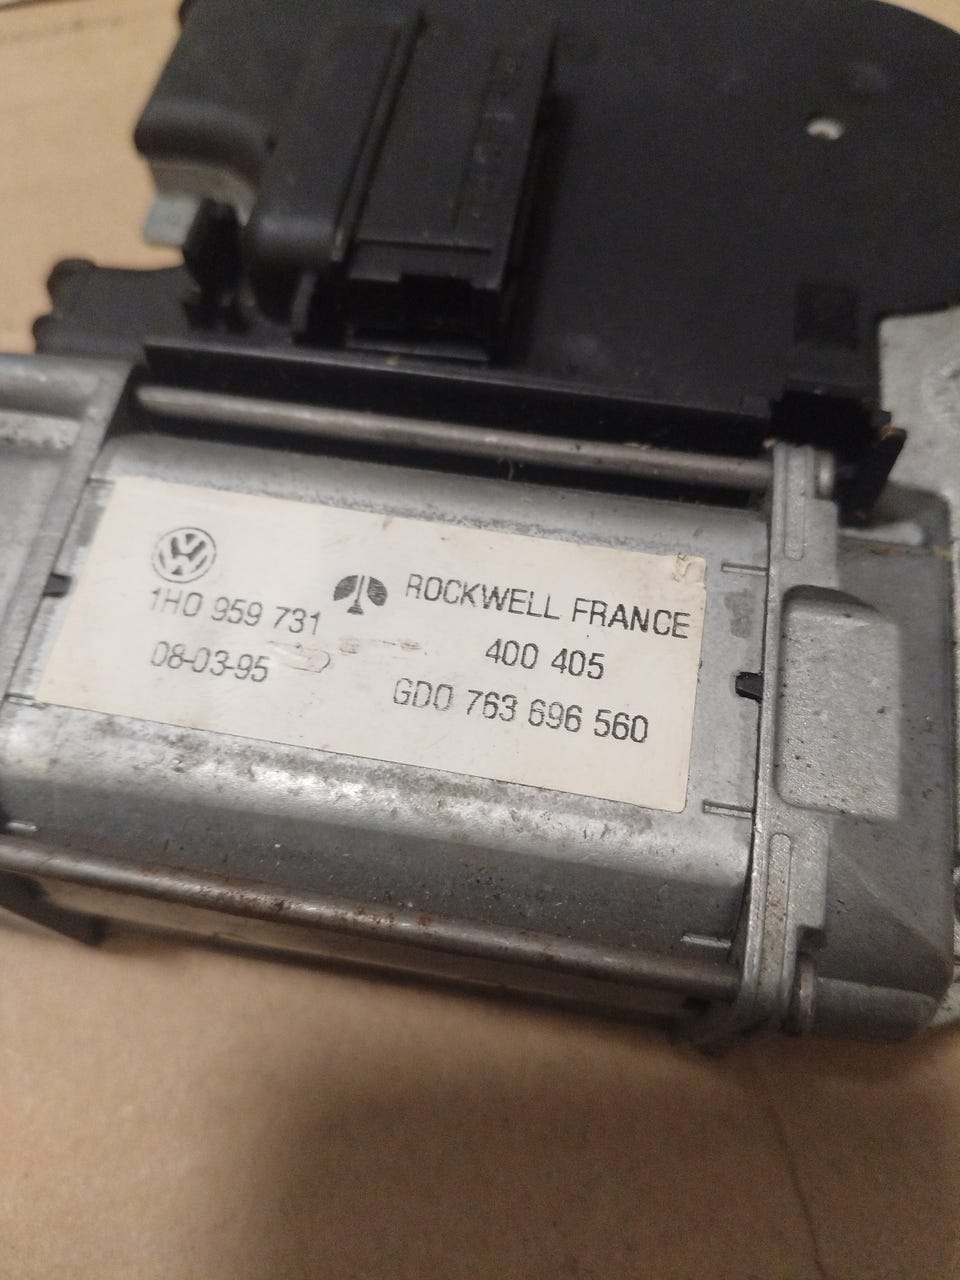 1H0 959 731
08-03-95
ROCKWELL FRANCE
400 405
GD0 763 696 560